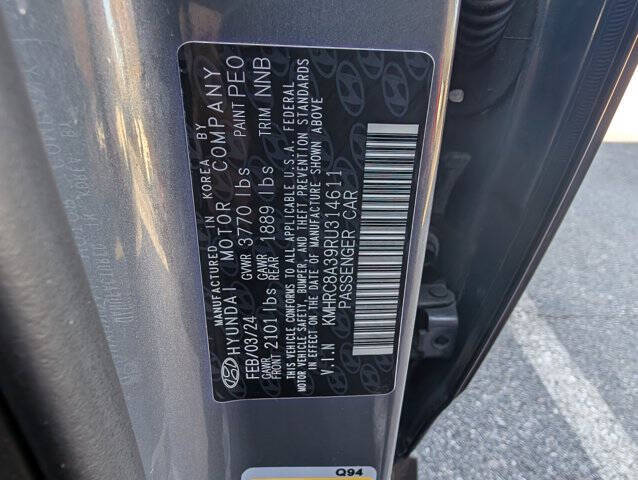 MANUFACTURED IN KOREA BY
HYUNDAI MOTOR COMPANY
FEB/03/24 GVWR 3770 lbs PAINT PEO
GAWR FRONT 2101 lbs GAWR REAR 1889 lbs TRIM NNB
THIS VEHICLE CONFORMS TO ALL APPLICABLE U.S.A. FEDERAL
MOTOR VEHICLE SAFETY, BUMPER, AND THEFT PREVENTION STANDARDS
IN EFFECT ON THE DATE OF MANUFACTURE SHOWN ABOVE
V.I.N KMHRC8A39RU314611
PASSENGER CAR
Q94